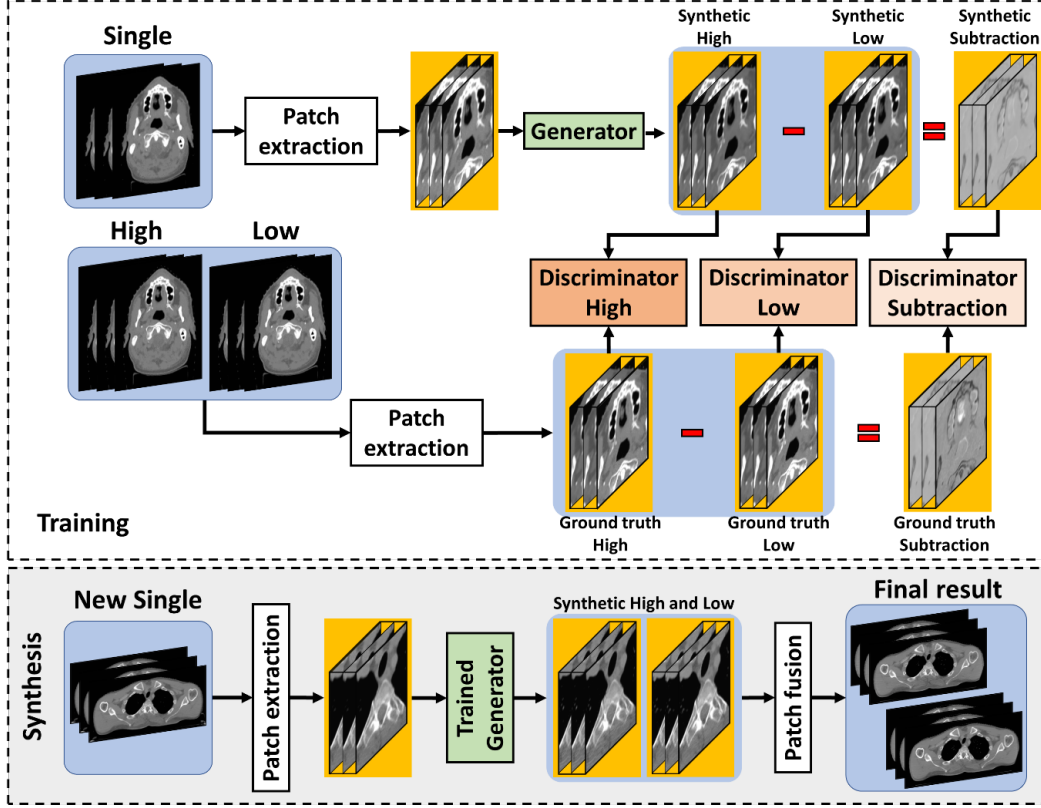 Single
Patch
extraction
Generator
Synthetic
High
Synthetic
Low
Synthetic
Subtraction
High
Low
Discriminator
High
Discriminator
Low
Discriminator
Subtraction
Patch
extraction
Ground truth
High
Ground truth
Low
Ground truth
Subtraction
Training
Synthesis
New Single
Patch extraction
Trained
Generator
Synthetic High and Low
Patch fusion
Final result